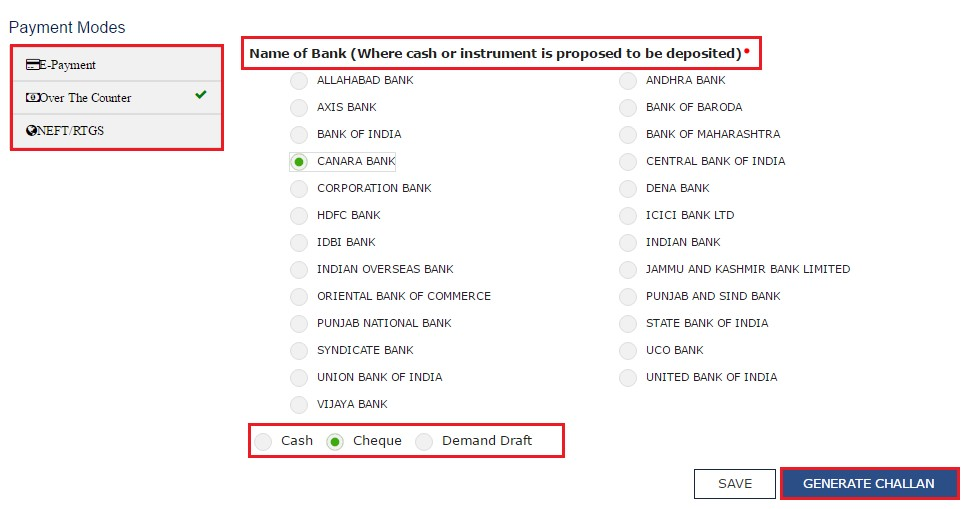 Payment Modes
E-Payment
Over The Counter
NEFT/RTGS
Name of Bank (Where cash or instrument is proposed to be deposited)•
ALLAHABAD BANK
ANDHRA BANK
AXIS BANK
BANK OF BARODA
BANK OF INDIA
BANK OF MAHARASHTRA
CANARA BANK
CENTRAL BANK OF INDIA
CORPORATION BANK
DENA BANK
HDFC BANK
ICICI BANK LTD
IDBI BANK
INDIAN BANK
INDIAN OVERSEAS BANK
JAMMU AND KASHMIR BANK LIMITED
ORIENTAL BANK OF COMMERCE
PUNJAB AND SIND BANK
PUNJAB NATIONAL BANK
STATE BANK OF INDIA
SYNDICATE BANK
UCO BANK
UNION BANK OF INDIA
UNITED BANK OF INDIA
VIJAYA BANK
Cash Cheque Demand Draft
SAVE GENERATE CHALLAN